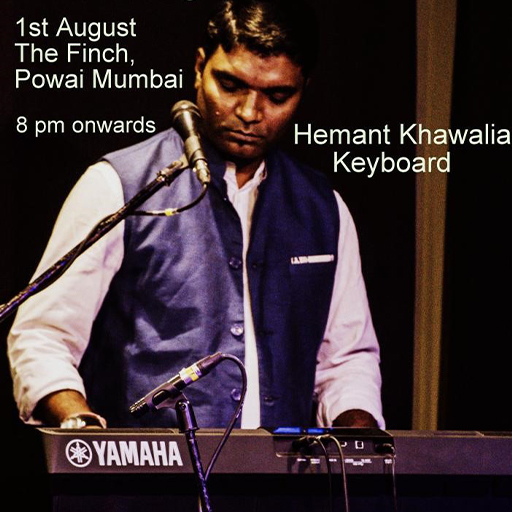 1st August
The Finch,
Powai Mumbai
8 pm onwards
Hemant Khawalia
Keyboard
YAMAHA